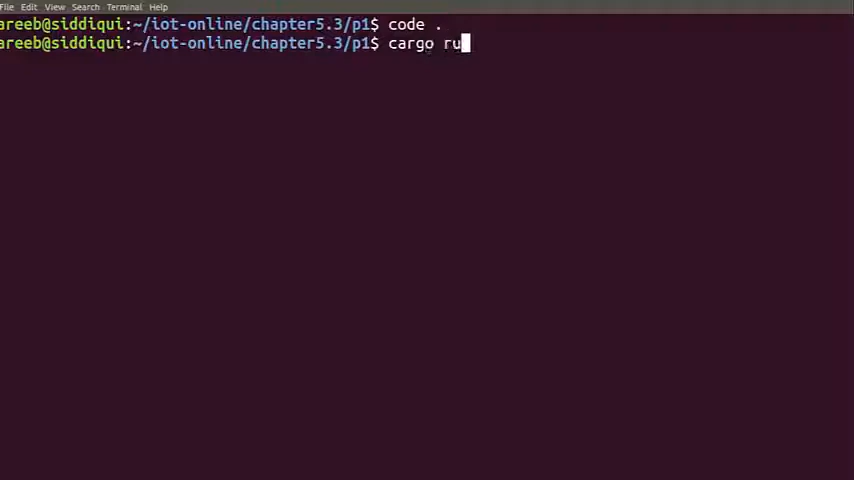 File Edit View Search Terminal Help
areeb@siddiqui:~/iot-online/chapter5.3/p1$ code .
areeb@siddiqui:~/iot-online/chapter5.3/p1$ cargo ru